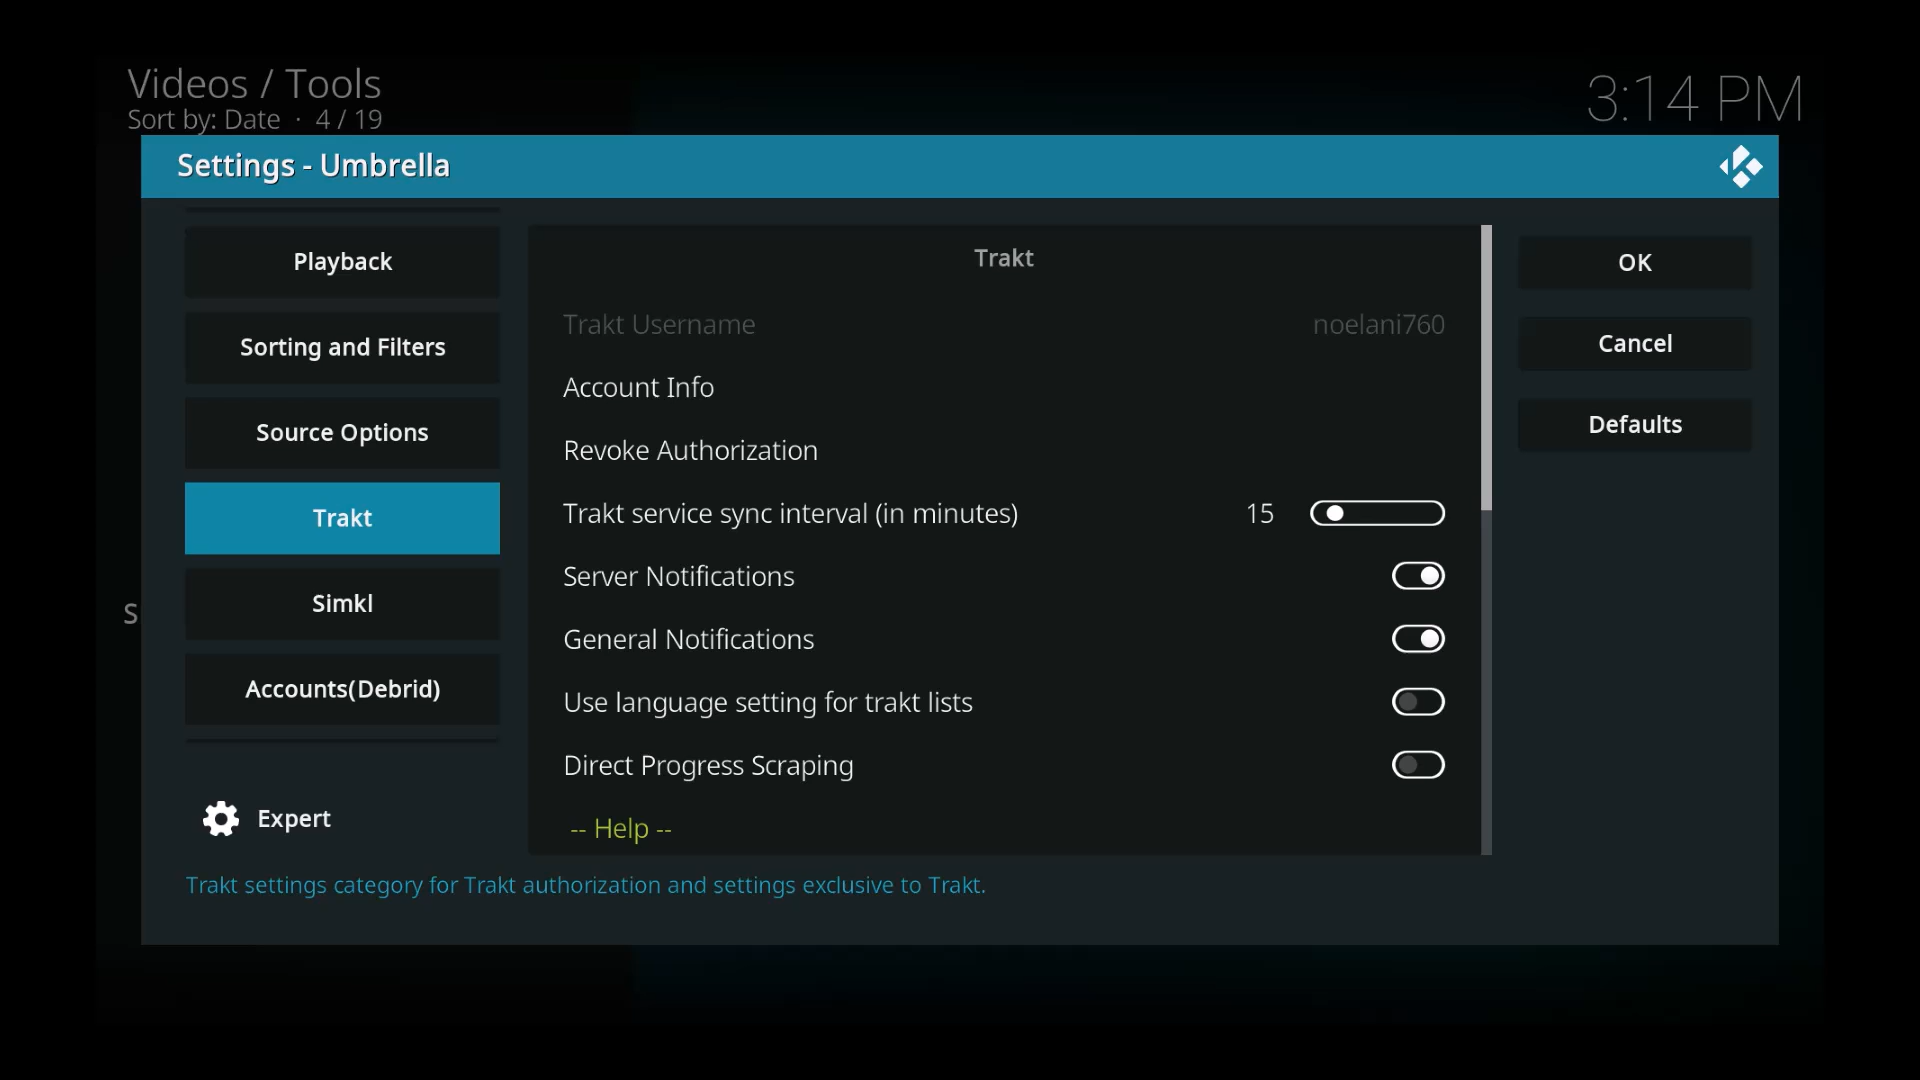 Videos / Tools
Sort by: Date · 4 / 19
3:14 PM
Settings - Umbrella
Playback
Sorting and Filters
Source Options
Trakt
Simkl
Accounts(Debrid)
Expert
Trakt
Trakt Username noelani760
Account Info
Revoke Authorization
Trakt service sync interval (in minutes) 15
Server Notifications
General Notifications
Use language setting for trakt lists
Direct Progress Scraping
-- Help --
OK
Cancel
Defaults
S
Trakt settings category for Trakt authorization and settings exclusive to Trakt.